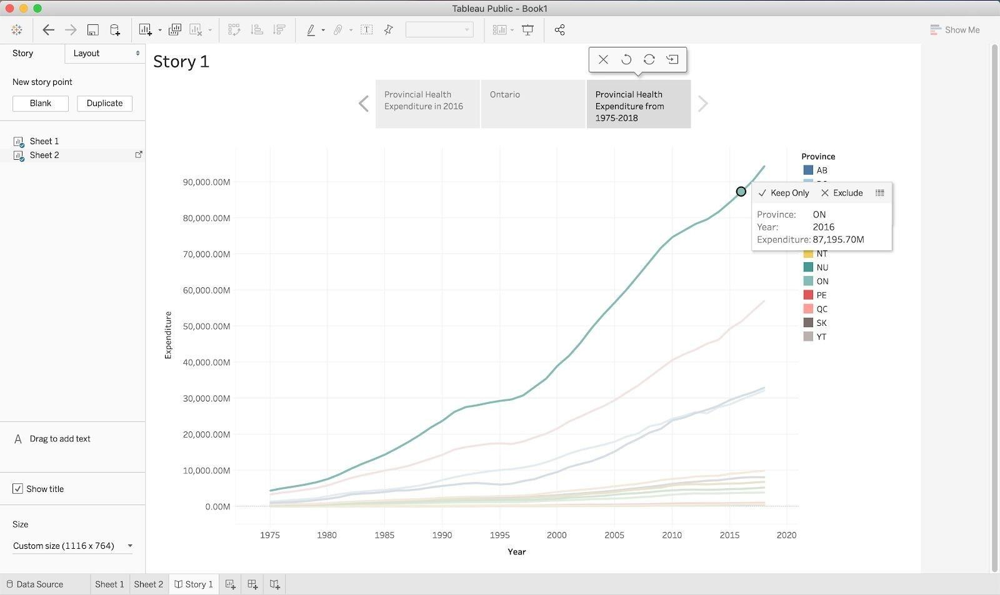 Tableau Public - Book1
Show Me
Story
Layout
New story point
Blank
Duplicate
Sheet 1
Sheet 2
Drag to add text
Show title
Size
Custom size (1116 x 764)
Story 1
Provincial Health
Expenditure in 2016
Ontario
Provincial Health
Expenditure from
1975-2018
90,000.00M
80,000.00M
70,000.00M
60,000.00M
50,000.00M
40,000.00M
30,000.00M
20,000.00M
10,000.00M
0.00M
Expenditure
1975 1980 1985 1990 1995 2000 2005 2010 2015 2020
Year
Province
AB
Keep Only Exclude
Province: ON
Year: 2016
Expenditure: 87,195.70M
NT
NU
ON
PE
QC
SK
YT
Data Source
Sheet 1
Sheet 2
Story 1